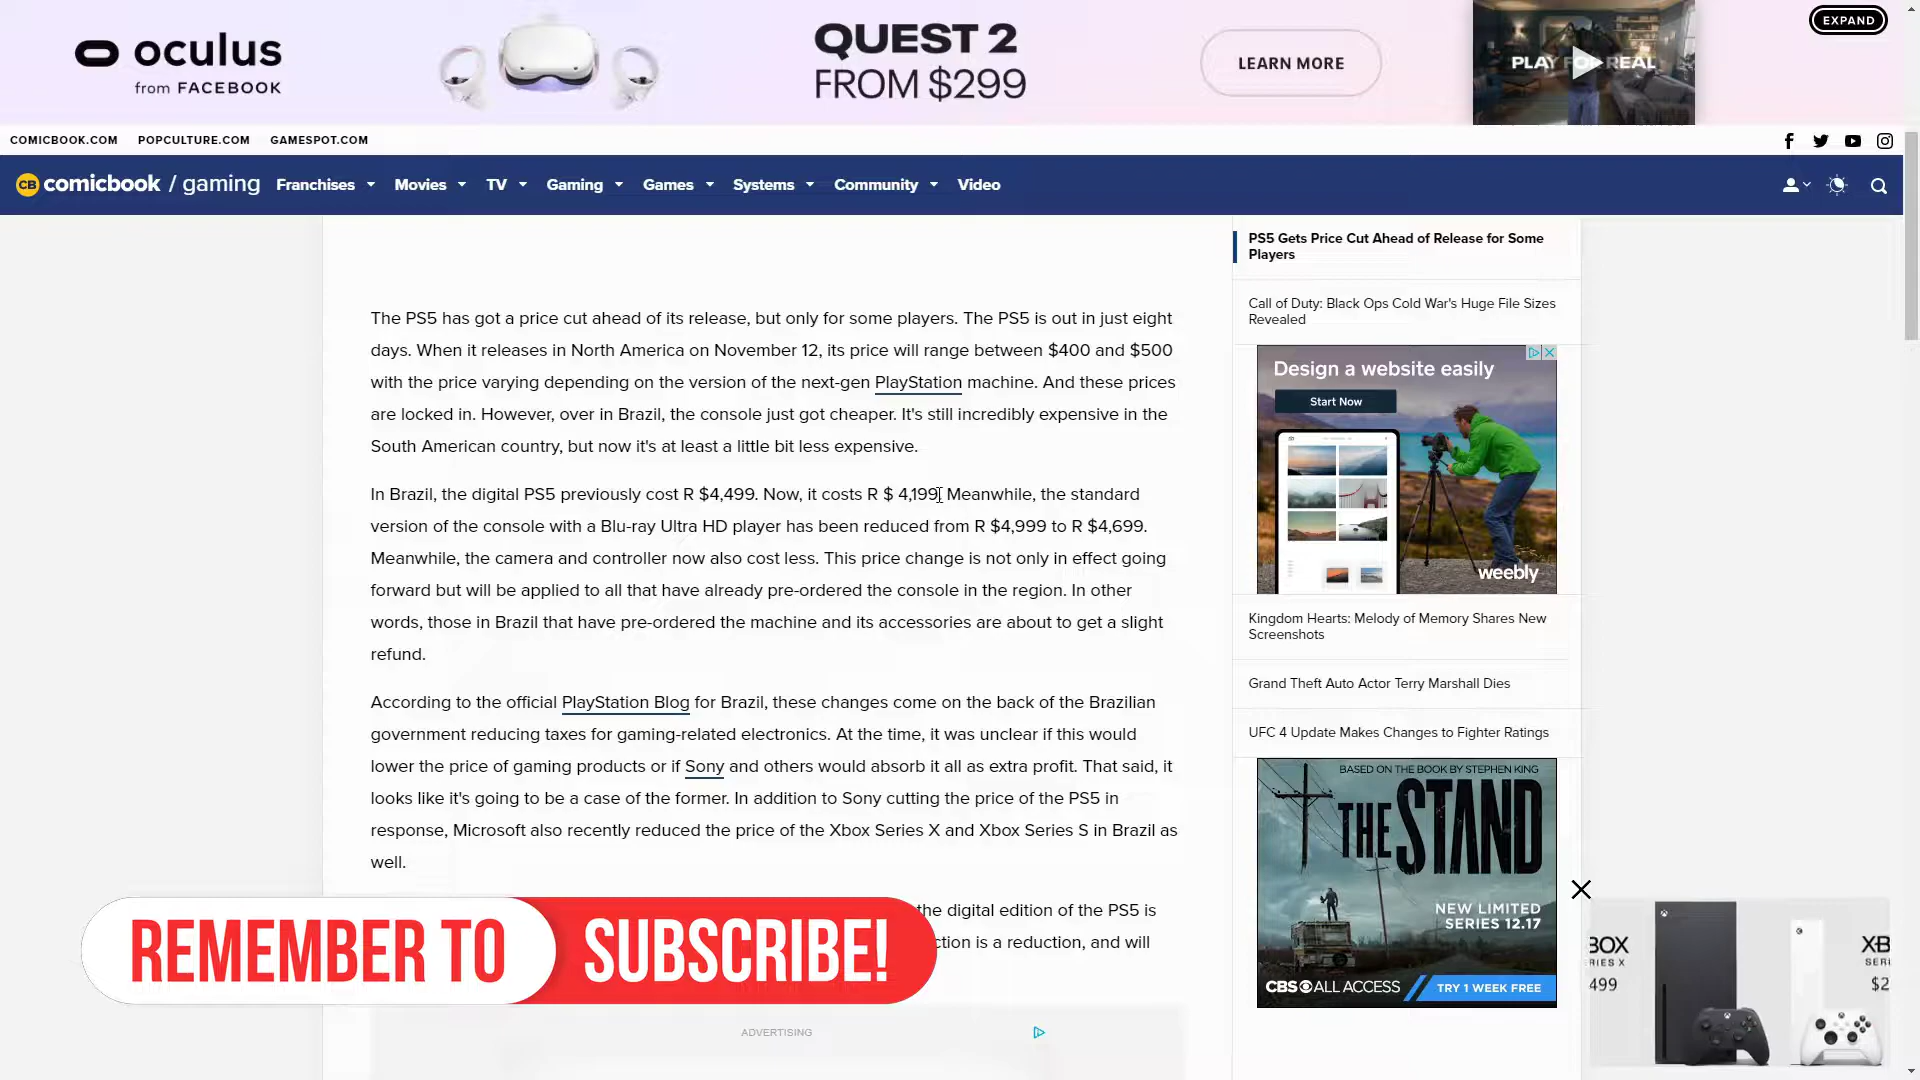 oculus
from FACEBOOK
QUEST 2
FROM $299
LEARN MORE
PLAY FOR REAL
EXPAND
COMICBOOK.COM POPCULTURE.COM GAMESPOT.COM
CB comicbook / gaming Franchises Movies TV Gaming Games Systems Community Video
The PS5 has got a price cut ahead of its release, but only for some players. The PS5 is out in just eight
days. When it releases in North America on November 12, its price will range between $400 and $500
with the price varying depending on the version of the next-gen PlayStation machine. And these prices
are locked in. However, over in Brazil, the console just got cheaper. It's still incredibly expensive in the
South American country, but now it's at least a little bit less expensive.
In Brazil, the digital PS5 previously cost R $4,499. Now, it costs R $ 4,199. Meanwhile, the standard
version of the console with a Blu-ray Ultra HD player has been reduced from R $4,999 to R $4,699.
Meanwhile, the camera and controller now also cost less. This price change is not only in effect going
forward but will be applied to all that have already pre-ordered the console in the region. In other
words, those in Brazil that have pre-ordered the machine and its accessories are about to get a slight
refund.
According to the official PlayStation Blog for Brazil, these changes come on the back of the Brazilian
government reducing taxes for gaming-related electronics. At the time, it was unclear if this would
lower the price of gaming products or if Sony and others would absorb it all as extra profit. That said, it
looks like it's going to be a case of the former. In addition to Sony cutting the price of the PS5 in
response, Microsoft also recently reduced the price of the Xbox Series X and Xbox Series S in Brazil as
well.
the digital edition of the PS5 is
ction is a reduction, and will
REMEMBER TO SUBSCRIBE!
ADVERTISING
PS5 Gets Price Cut Ahead of Release for Some
Players
Call of Duty: Black Ops Cold War's Huge File Sizes
Revealed
Design a website easily
Start Now
weebly
Kingdom Hearts: Melody of Memory Shares New
Screenshots
Grand Theft Auto Actor Terry Marshall Dies
UFC 4 Update Makes Changes to Fighter Ratings
BASED ON THE BOOK BY STEPHEN KING
THE STAND
NEW LIMITED
SERIES 12.17
CBS ALL ACCESS TRY 1 WEEK FREE
BOX
RIES X
499
XB
SERI
$2